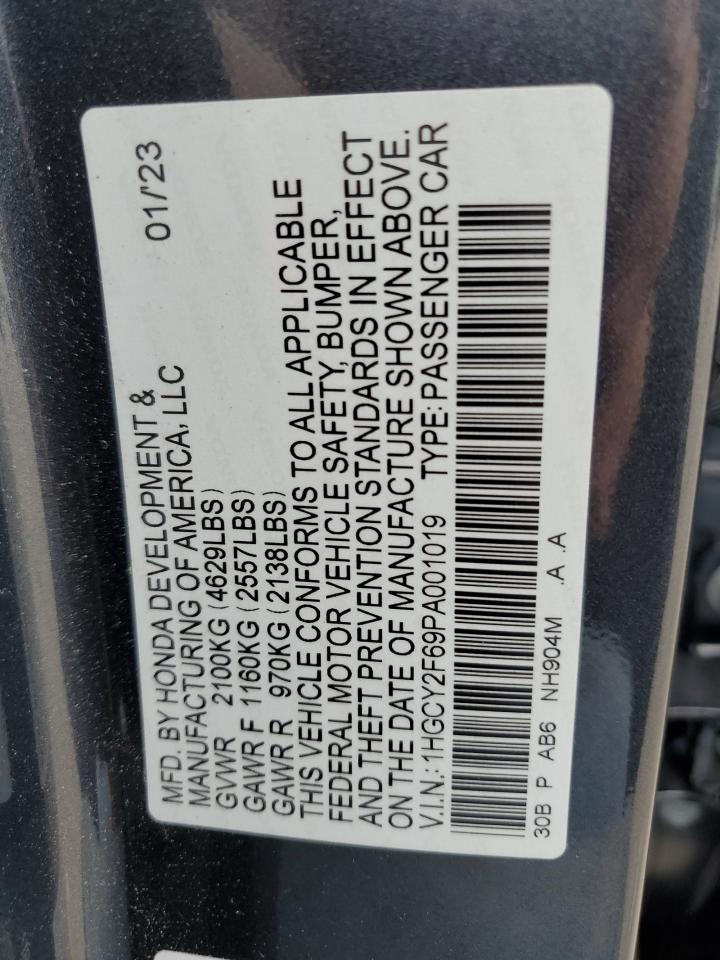 MFD. BY HONDA DEVELOPMENT & 01/'23
MANUFACTURING OF AMERICA, LLC
GVWR 2100KG (4629LBS)
GAWR F 1160KG (2557LBS)
GAWR R 970KG (2138LBS)
THIS VEHICLE CONFORMS TO ALL APPLICABLE
FEDERAL MOTOR VEHICLE SAFETY, BUMPER,
AND THEFT PREVENTION STANDARDS IN EFFECT
ON THE DATE OF MANUFACTURE SHOWN ABOVE.
V.I.N.: 1HGCY2F69PA001019 TYPE: PASSENGER CAR
30B P AB6 NH904M .A .A